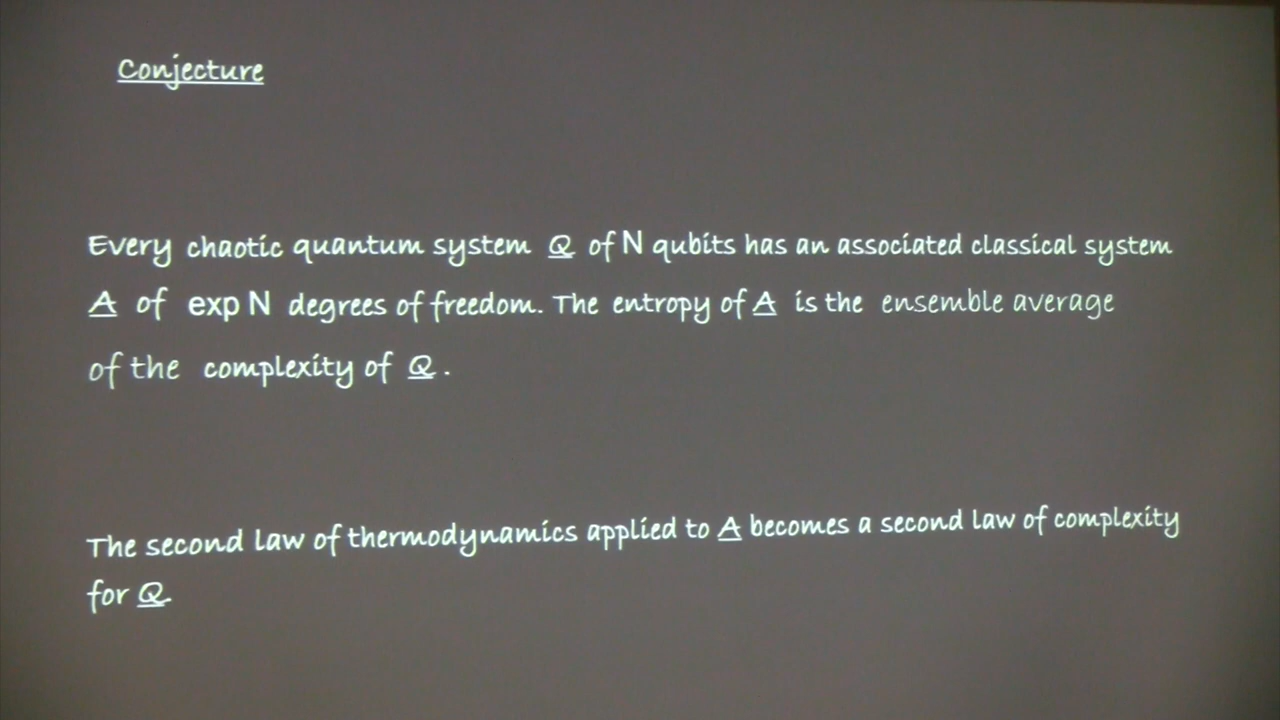 Conjecture
Every chaotic quantum system Q of N qubits has an associated classical system
A of exp N degrees of freedom. The entropy of A is the ensemble average
of the complexity of Q.
The second law of thermodynamics applied to A becomes a second law of complexity
for Q.